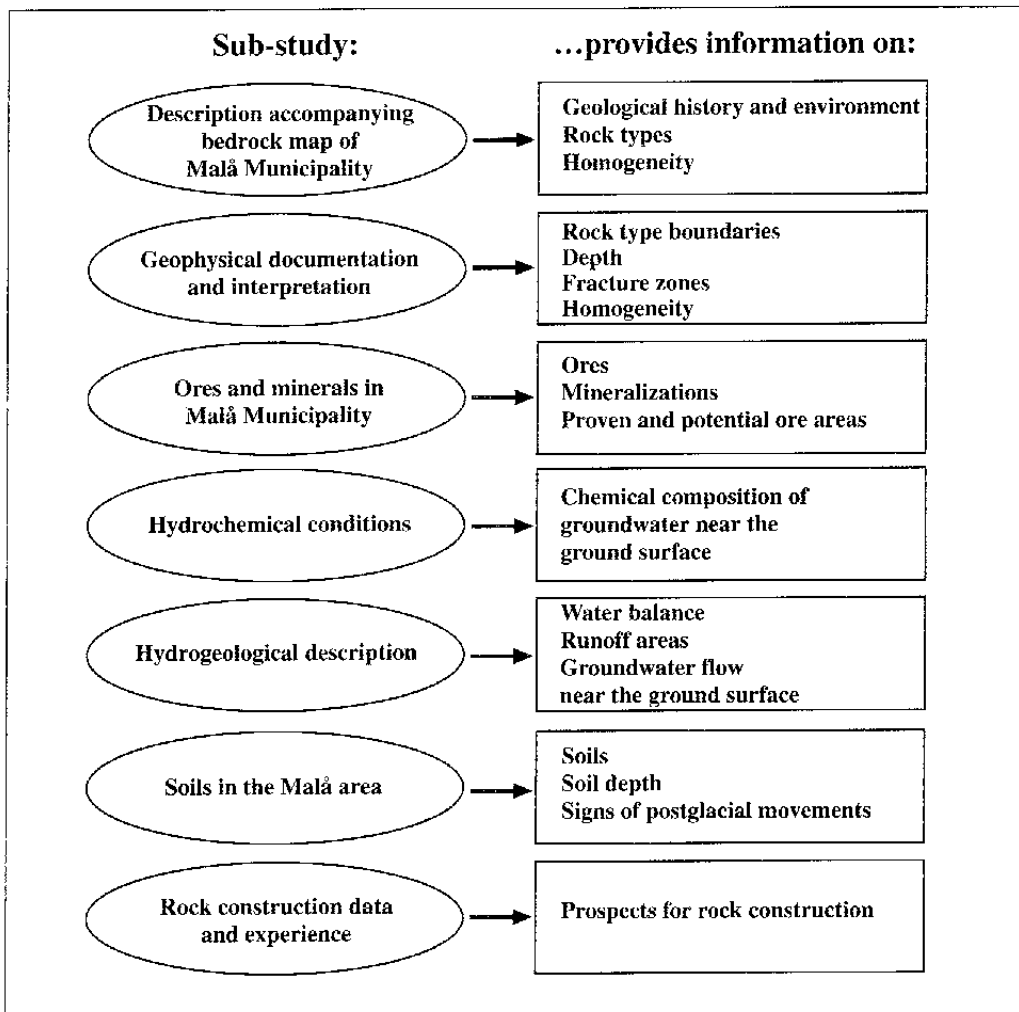 Sub-study:
...provides information on:
Description accompanying
bedrock map of
Malå Municipality
Geological history and environment
Rock types
Homogeneity
Geophysical documentation
and interpretation
Rock type boundaries
Depth
Fracture zones
Homogeneity
Ores and minerals in
Malå Municipality
Ores
Mineralizations
Proven and potential ore areas
Hydrochemical conditions
Chemical composition of
groundwater near the
ground surface
Hydrogeological description
Water balance
Runoff areas
Groundwater flow
near the ground surface
Soils in the Malå area
Soils
Soil depth
Signs of postglacial movements
Rock construction data
and experience
Prospects for rock construction